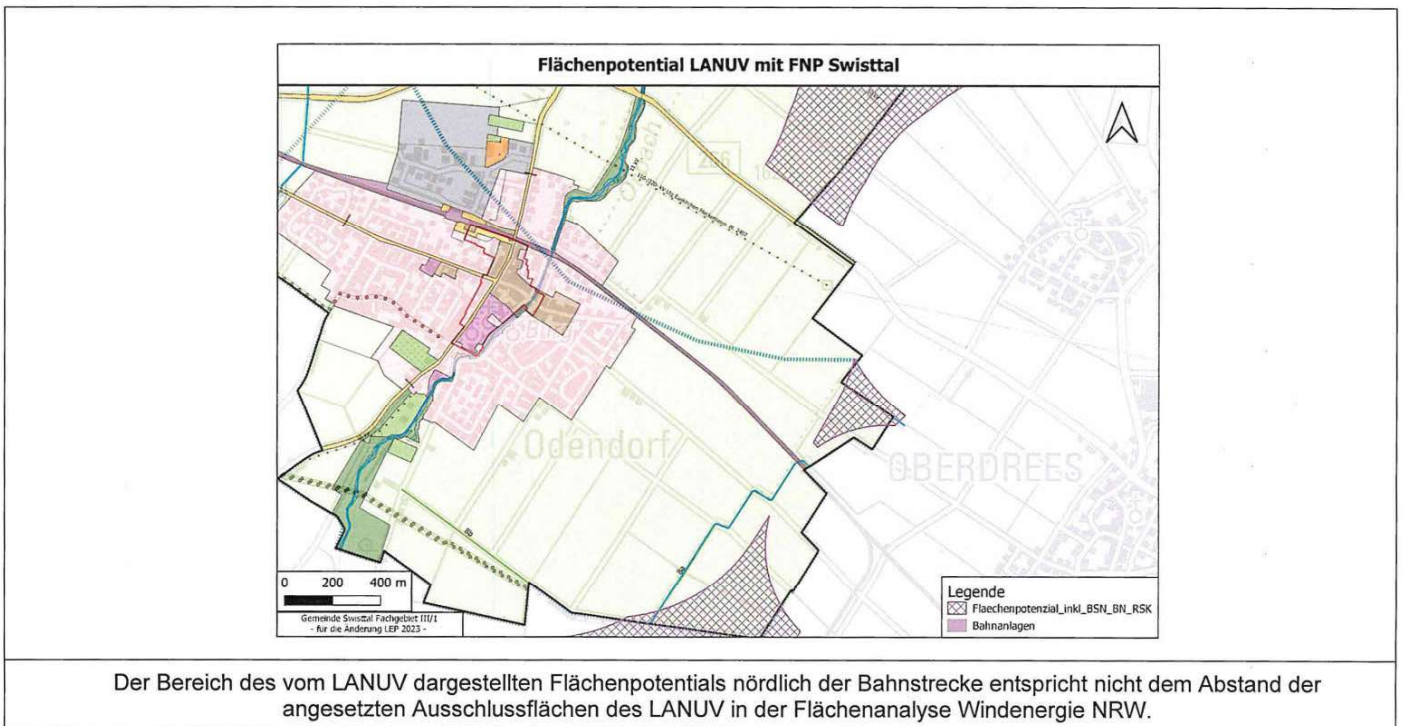 Flächenpotential LANUV mit FNP Swisttal
266
Odendorf
OBERDREES
0 200 400 m
Gemeinde Swisttal Fachgebiet III/1
- für die Änderung LEP 2023 -
Legende
Flaechenpotenzial_inkl_BSN_BN_RSK
Bahnanlagen
Der Bereich des vom LANUV dargestellten Flächenpotentials nördlich der Bahnstrecke entspricht nicht dem Abstand der
angesetzten Ausschlussflächen des LANUV in der Flächenanalyse Windenergie NRW.